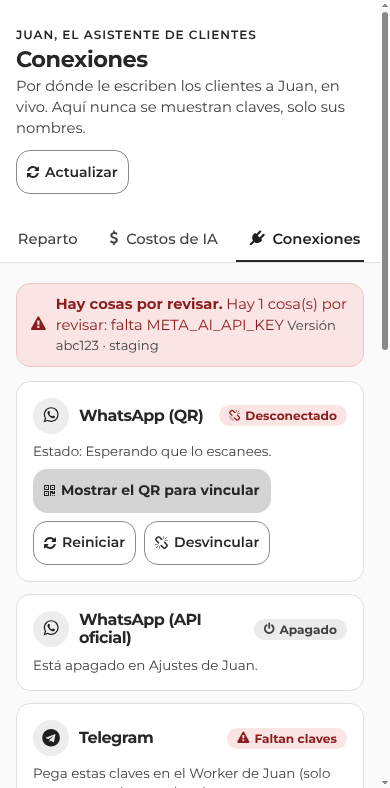 JUAN, EL ASISTENTE DE CLIENTES
Conexiones
Por dónde le escriben los clientes a Juan, en
vivo. Aquí nunca se muestran claves, solo sus
nombres.
Actualizar
Reparto
Costos de IA
Conexiones
Hay cosas por revisar. Hay 1 cosa(s) por
revisar: falta META_AI_API_KEY Versión
abc123 · staging
WhatsApp (QR)
Desconectado
Estado: Esperando que lo escanees.
Mostrar el QR para vincular
Reiniciar
Desvincular
WhatsApp (API
oficial)
Apagado
Está apagado en Ajustes de Juan.
Telegram
Faltan claves
Pega estas claves en el Worker de Juan (solo